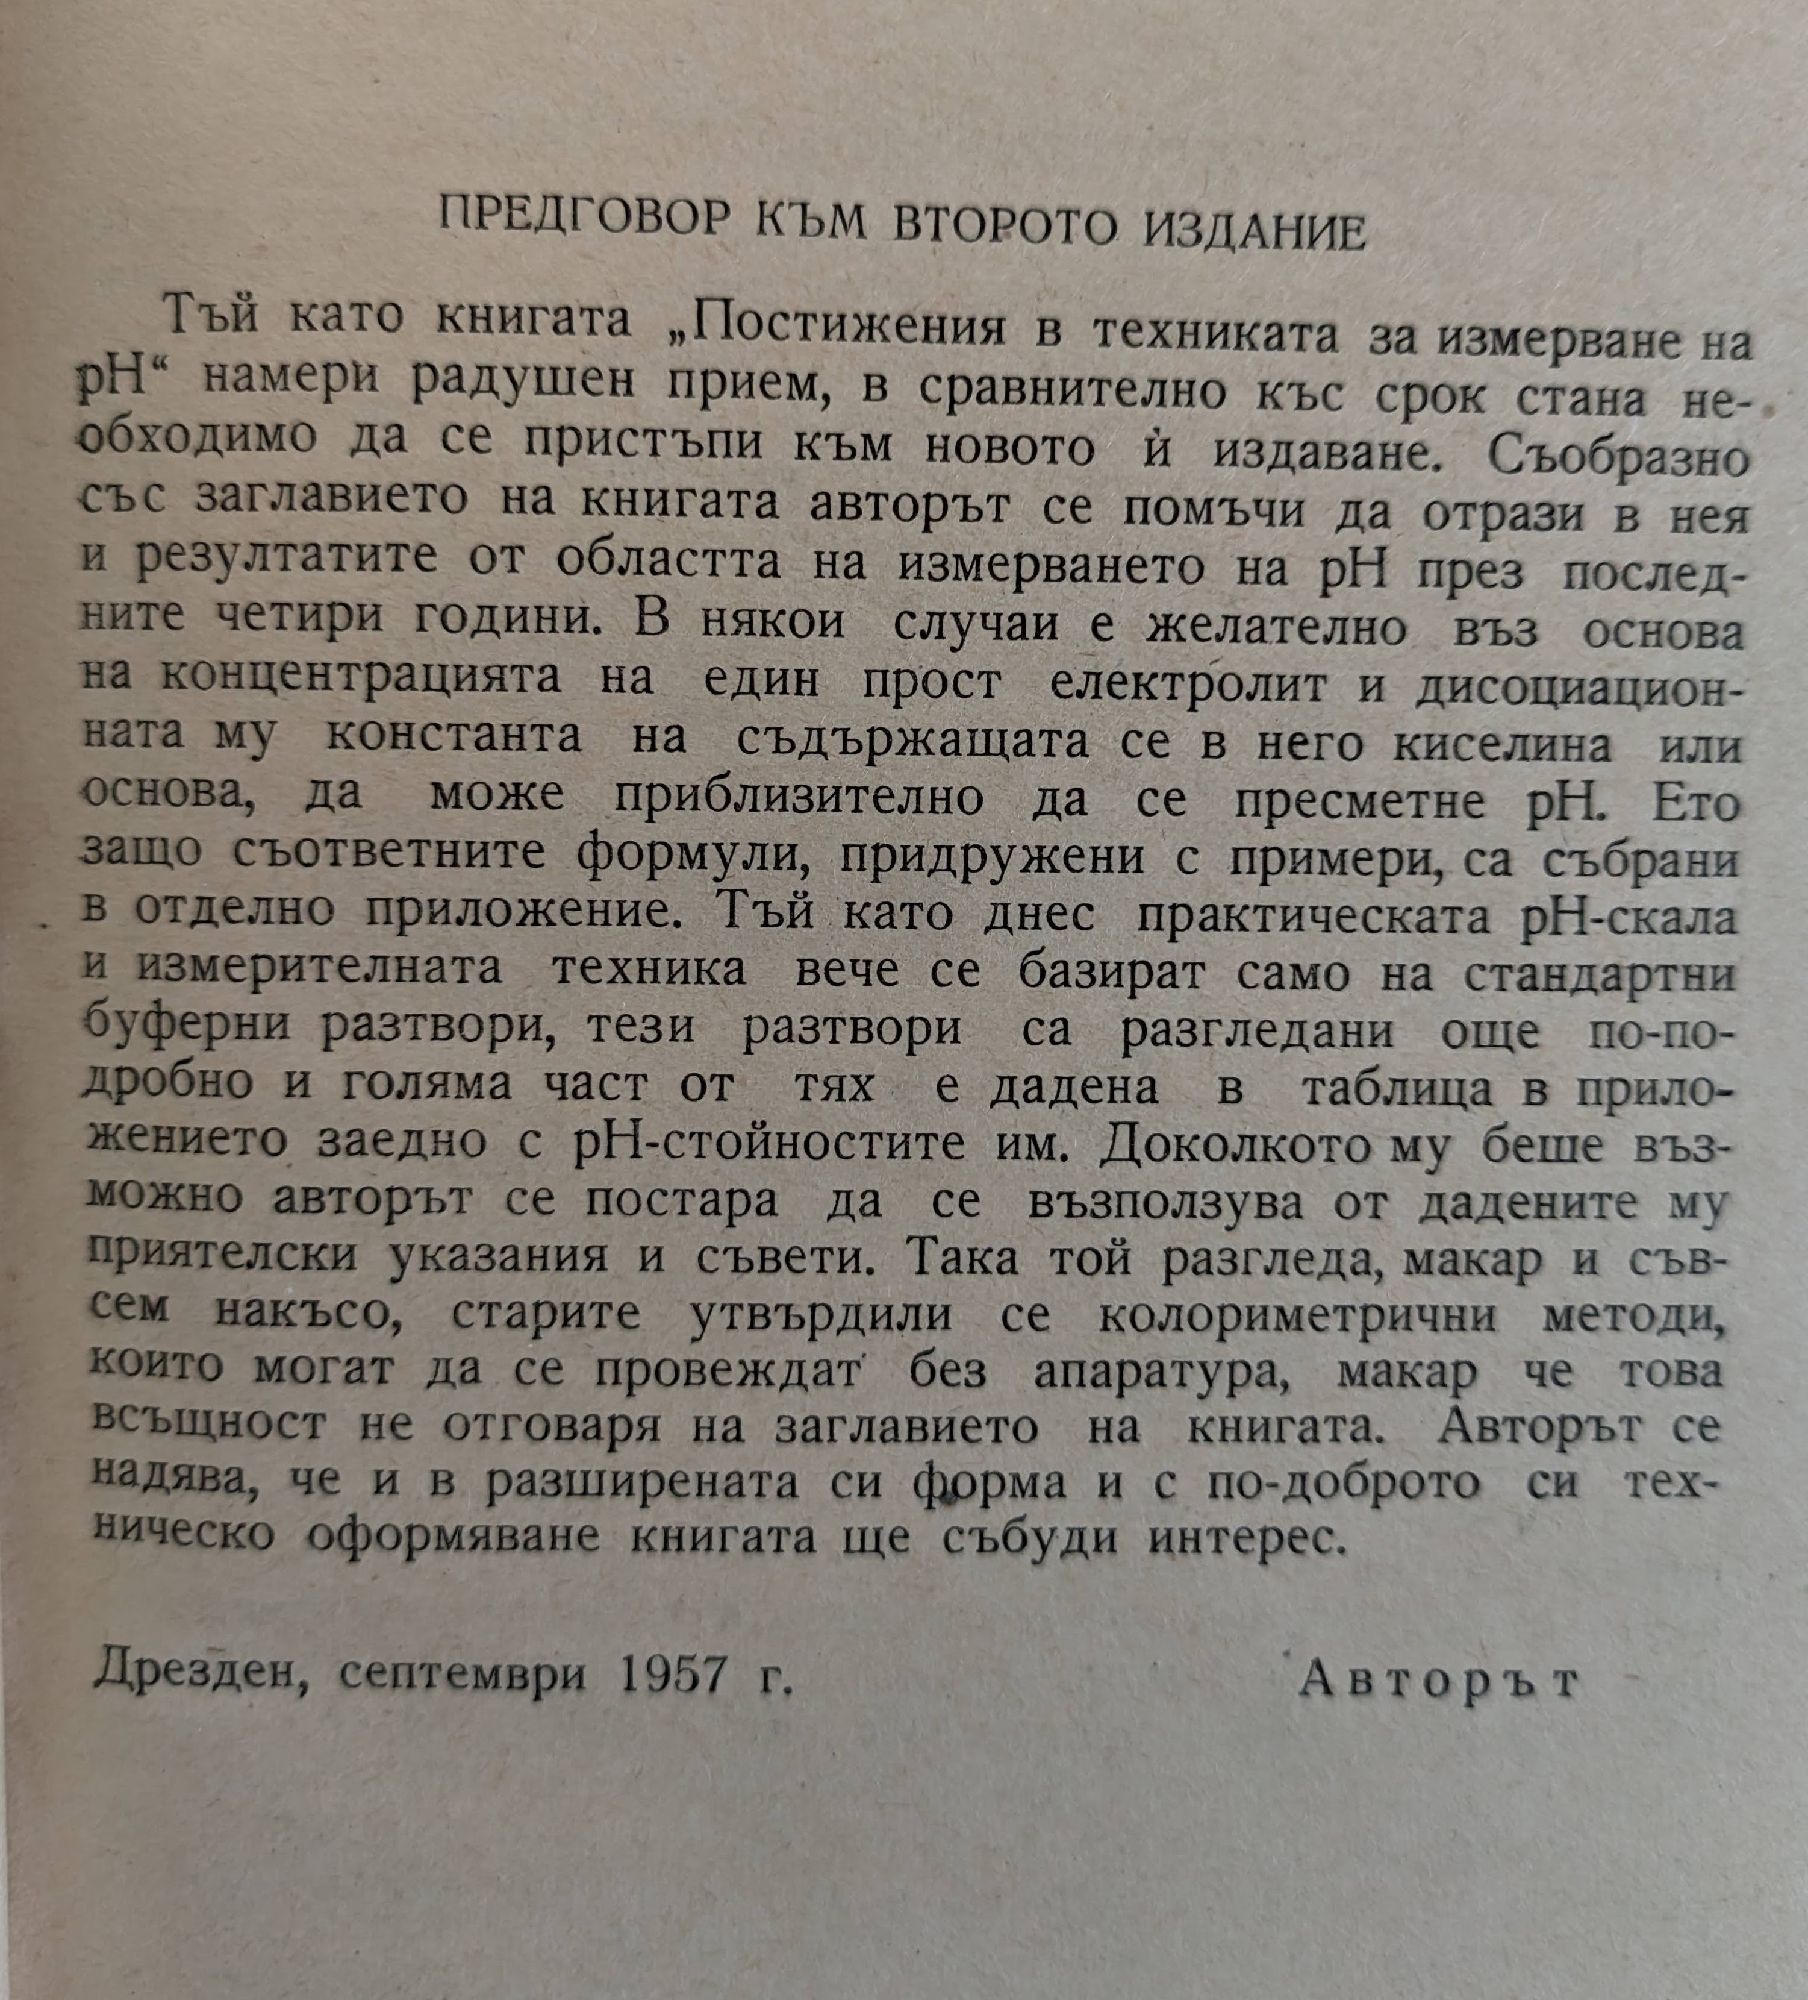 ПРЕДГОВОР КЪМ ВТОРОТО ИЗДАНИЕ
Тъй като книгата „Постижения в техниката за измерване на
pH“ намери радушен прием, в сравнително къс срок стана не-
обходимо да се пристъпи към новото ѝ издаване. Съобразно
със заглавието на книгата авторът се помъчи да отрази в нея
и резултатите от областта на измерването на pH през послед-
ните четири години. В някои случаи е желателно въз основа
на концентрацията на един прост електролит и дисоциацион-
ната му константа на съдържащата се в него киселина или
основа, да може приблизително да се пресметне pH. Ето
защо съответните формули, придружени с примери, са събрани
в отделно приложение. Тъй като днес практическата pH-скала
и измерителната техника вече се базират само на стандартни
буферни разтвори, тези разтвори са разгледани още по-по-
дробно и голяма част от тях е дадена в таблица в прило-
жението заедно с pH-стойностите им. Доколкото му беше въз-
можно авторът се постара да се възползува от дадените му
приятелски указания и съвети. Така той разгледа, макар и съв-
сем накъсо, старите утвърдили се колориметрични методи,
които могат да се провеждат без апаратура, макар че това
всъщност не отговаря на заглавието на книгата. Авторът се
надява, че и в разширената си форма и с по-доброто си тех-
ническо оформяване книгата ще събуди интерес.
Дрезден, септември 1957 г. Авторът